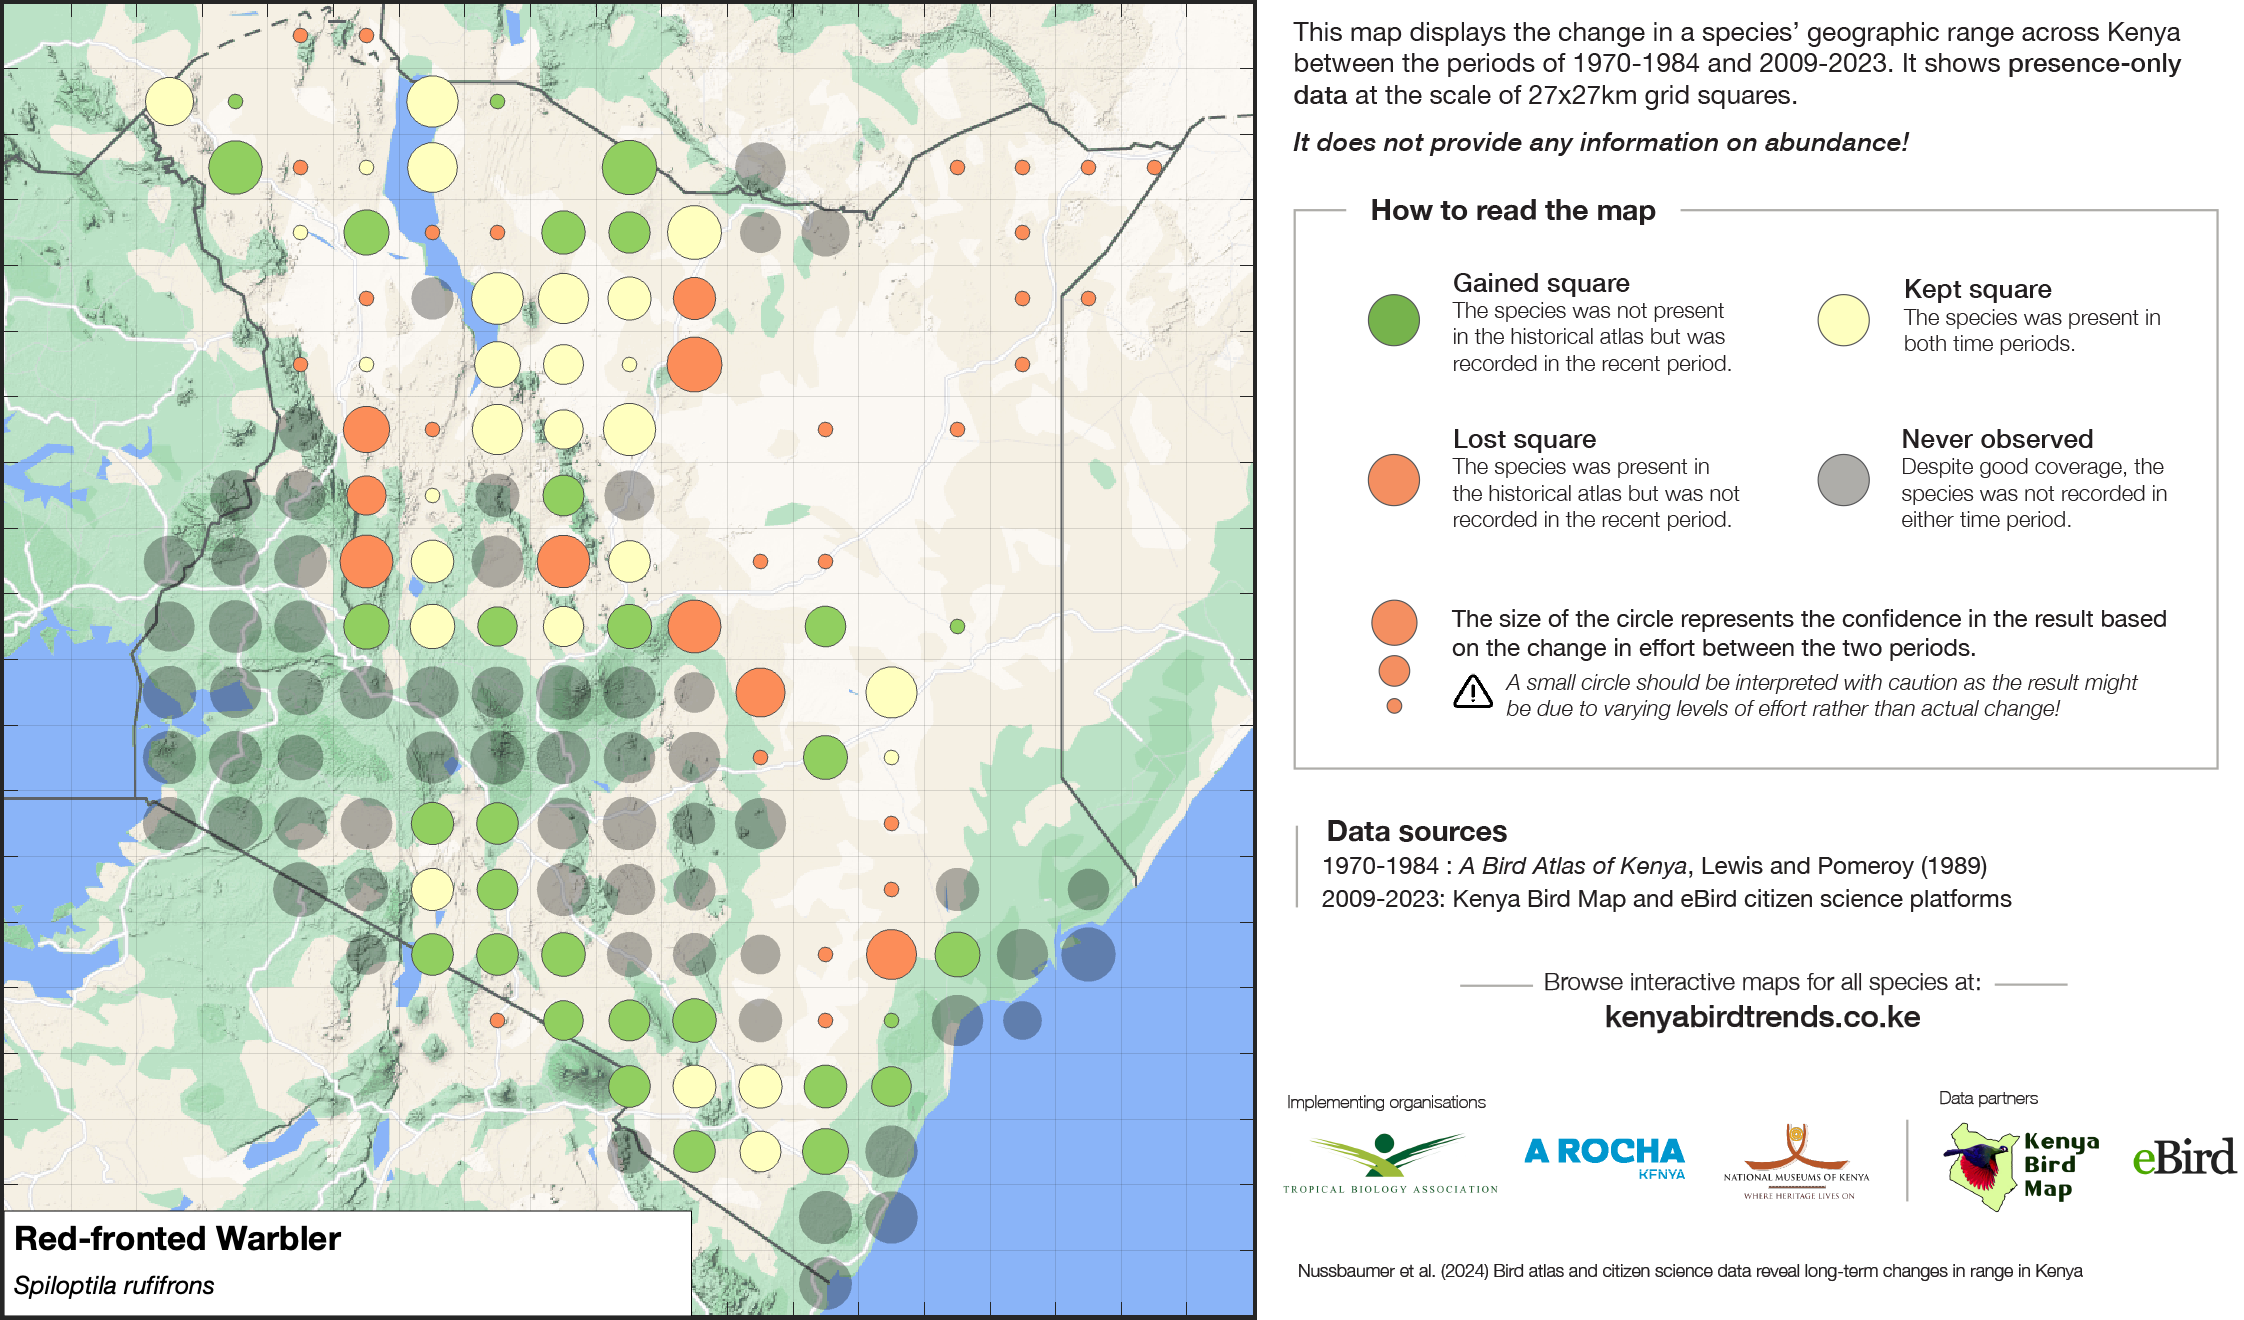 This map displays the change in a species’ geographic range across Kenya
between the periods of 1970-1984 and 2009-2023. It shows presence-only
data at the scale of 27x27km grid squares.
It does not provide any information on abundance!
How to read the map
Gained square
The species was not present
in the historical atlas but was
recorded in the recent period.
Kept square
The species was present in
both time periods.
Lost square
The species was present in
the historical atlas but was not
recorded in the recent period.
Never observed
Despite good coverage, the
species was not recorded in
either time period.
The size of the circle represents the confidence in the result based
on the change in effort between the two periods.
A small circle should be interpreted with caution as the result might
be due to varying levels of effort rather than actual change!
Data sources
1970-1984 : A Bird Atlas of Kenya, Lewis and Pomeroy (1989)
2009-2023: Kenya Bird Map and eBird citizen science platforms
Browse interactive maps for all species at:
kenyabirdtrends.co.ke
Implementing organisations
Data partners
TROPICAL BIOLOGY ASSOCIATION
A ROCHA
KENYA
NATIONAL MUSEUMS OF KENYA
WHERE HERITAGE LIVES ON
Kenya
Bird
Map
eBird
Red-fronted Warbler
Spiloptila rufifrons
Nussbaumer et al. (2024) Bird atlas and citizen science data reveal long-term changes in range in Kenya